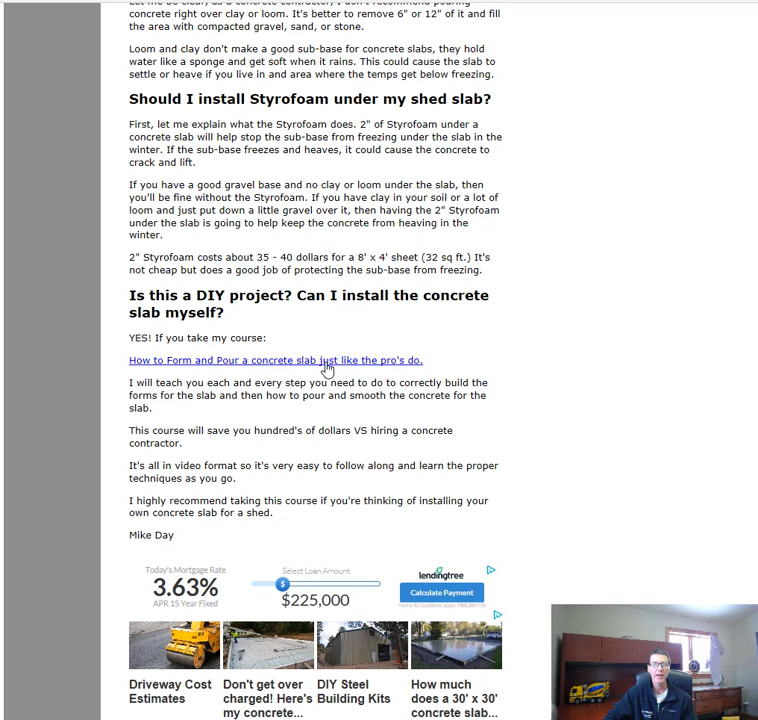 Let me be clear, as a concrete contractor, I don't recommend pouring
concrete right over clay or loom. It's better to remove 6" or 12" of it and fill
the area with compacted gravel, sand, or stone.
Loom and clay don't make a good sub-base for concrete slabs, they hold
water like a sponge and get soft when it rains. This could cause the slab to
settle or heave if you live in and area where the temps get below freezing.
Should I install Styrofoam under my shed slab?
First, let me explain what the Styrofoam does. 2" of Styrofoam under a
concrete slab will help stop the sub-base from freezing under the slab in the
winter. If the sub-base freezes and heaves, it could cause the concrete to
crack and lift.
If you have a good gravel base and no clay or loom under the slab, then
you'll be fine without the Styrofoam. If you have clay in your soil or a lot of
loom and just put down a little gravel over it, then having the 2" Styrofoam
under the slab is going to help keep the concrete from heaving in the
winter.
2" Styrofoam costs about 35 - 40 dollars for a 8' x 4' sheet (32 sq ft.) It's
not cheap but does a good job of protecting the sub-base from freezing.
Is this a DIY project? Can I install the concrete
slab myself?
YES! If you take my course:
How to Form and Pour a concrete slab just like the pro's do.
I will teach you each and every step you need to do to correctly build the
forms for the slab and then how to pour and smooth the concrete for the
slab.
This course will save you hundred's of dollars VS hiring a concrete
contractor.
It's all in video format so it's very easy to follow along and learn the proper
techniques as you go.
I highly recommend taking this course if you're thinking of installing your
own concrete slab for a shed.
Mike Day
Today's Mortgage Rate
3.63%
APR 15 Year Fixed
Select Loan Amount:
$
$225,000
lendingtree
Calculate Payment
Driveway Cost
Estimates
Don't get over
charged! Here's
my concrete...
DIY Steel
Building Kits
How much
does a 30' x 30'
concrete slab...